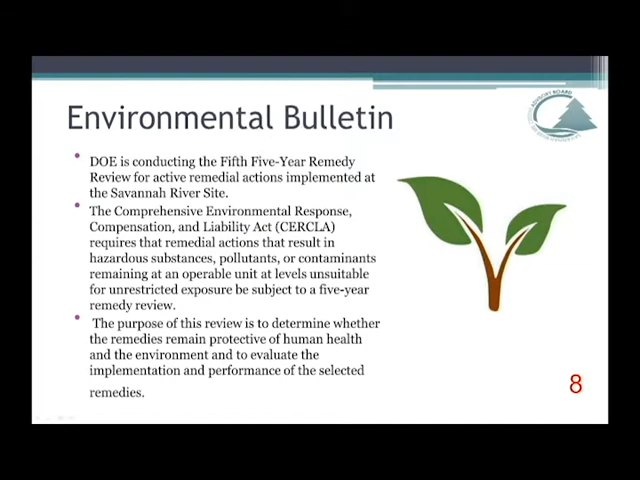 Environmental Bulletin
ADVISORY BOARD
• DOE is conducting the Fifth Five-Year Remedy
Review for active remedial actions implemented at
the Savannah River Site.
• The Comprehensive Environmental Response,
Compensation, and Liability Act (CERCLA)
requires that remedial actions that result in
hazardous substances, pollutants, or contaminants
remaining at an operable unit at levels unsuitable
for unrestricted exposure be subject to a five-year
remedy review.
• The purpose of this review is to determine whether
the remedies remain protective of human health
and the environment and to evaluate the
implementation and performance of the selected
remedies.
8